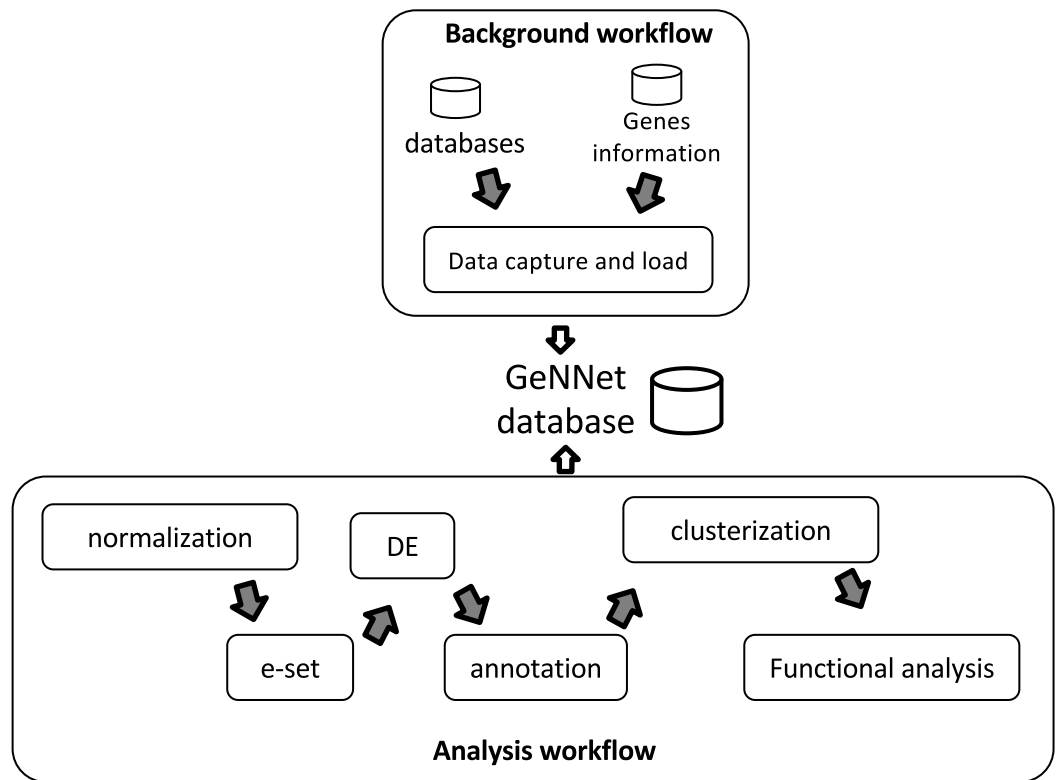 Background workflow
databases
Genes
information
Data capture and load
GeNNet
database
normalization
DE
clusterization
e-set
annotation
Functional analysis
Analysis workflow